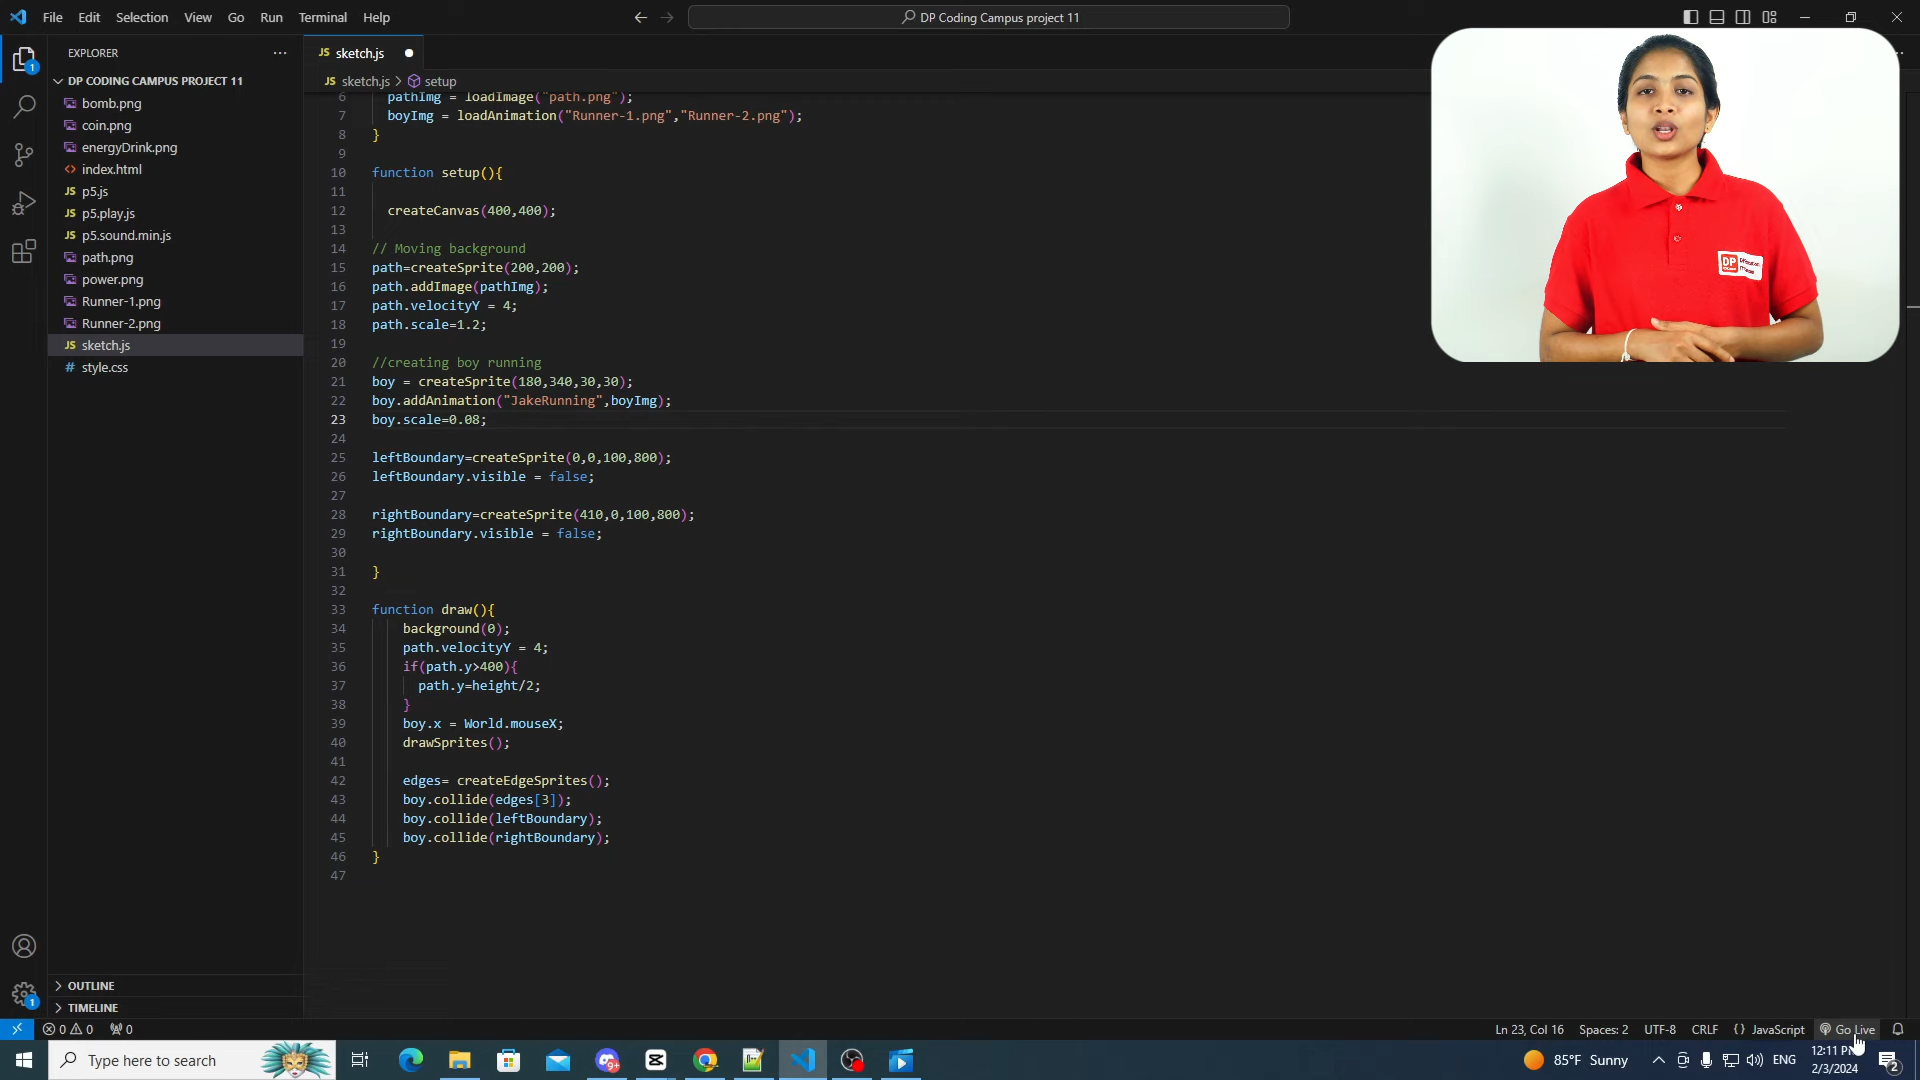 File Edit Selection View Go Run Terminal Help
DP Coding Campus project 11
EXPLORER
sketch.js
DP CODING CAMPUS PROJECT 11
bomb.png
coin.png
energyDrink.png
index.html
JS p5.js
JS p5.play.js
JS p5.sound.min.js
path.png
power.png
Runner-1.png
Runner-2.png
JS sketch.js
# style.css
OUTLINE
TIMELINE
JS sketch.js
JS sketch.js > setup
6 pathImg = loadImage("path.png");
7 boyImg = loadAnimation("Runner-1.png","Runner-2.png");
8 }
9
10 function setup(){
11
12 createCanvas(400,400);
13
14 // Moving background
15 path=createSprite(200,200);
16 path.addImage(pathImg);
17 path.velocityY = 4;
18 path.scale=1.2;
19
20 //creating boy running
21 boy = createSprite(180,340,30,30);
22 boy.addAnimation("JakeRunning",boyImg);
23 boy.scale=0.08;
24
25 leftBoundary=createSprite(0,0,100,800);
26 leftBoundary.visible = false;
27
28 rightBoundary=createSprite(410,0,100,800);
29 rightBoundary.visible = false;
30
31 }
32
33 function draw(){
34 background(0);
35 path.velocityY = 4;
36 if(path.y>400){
37 path.y=height/2;
38 }
39 boy.x = World.mouseX;
40 drawSprites();
41
42 edges= createEdgeSprites();
43 boy.collide(edges[3]);
44 boy.collide(leftBoundary);
45 boy.collide(rightBoundary);
46 }
47
DP
0 0 0
Ln 23, Col 16 Spaces: 2 UTF-8 CRLF {} JavaScript Go Live
Type here to search
85°F Sunny
ENG
12:11 P
2/3/2024
2